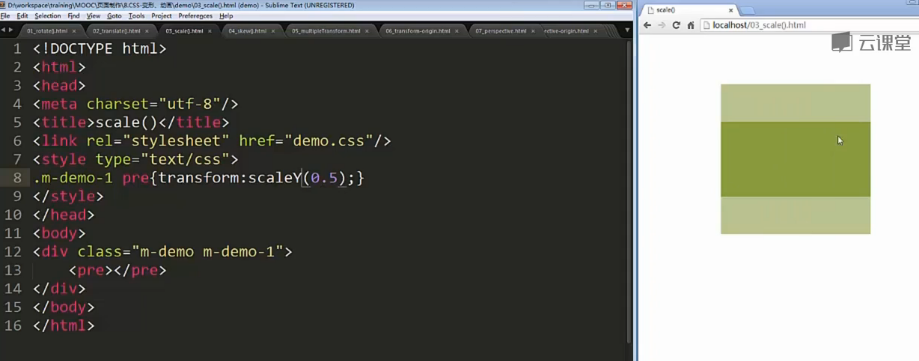 D:\workspace\training\MOOC\页面制作\8.CSS-变形、动画\demo\03_scale().html (demo) - Sublime Text (UNREGISTERED)
File Edit Selection Find View Goto Tools Project Preferences Help
01_rotate().html 02_translate().html 03_scale().html 04_skew().html 05_multipleTransform.html 06_transform-origin.html 07_perspective.html
1 <!DOCTYPE html>
2 <html>
3 <head>
4 <meta charset="utf-8"/>
5 <title>scale()</title>
6 <link rel="stylesheet" href="demo.css"/>
7 <style type="text/css">
8 .m-demo-1 pre{transform:scaleY(0.5);}
9 </style>
10 </head>
11 <body>
12 <div class="m-demo m-demo-1">
13 <pre></pre>
14 </div>
15 </body>
16 </html>
scale()
localhost/03_scale().html
云课堂